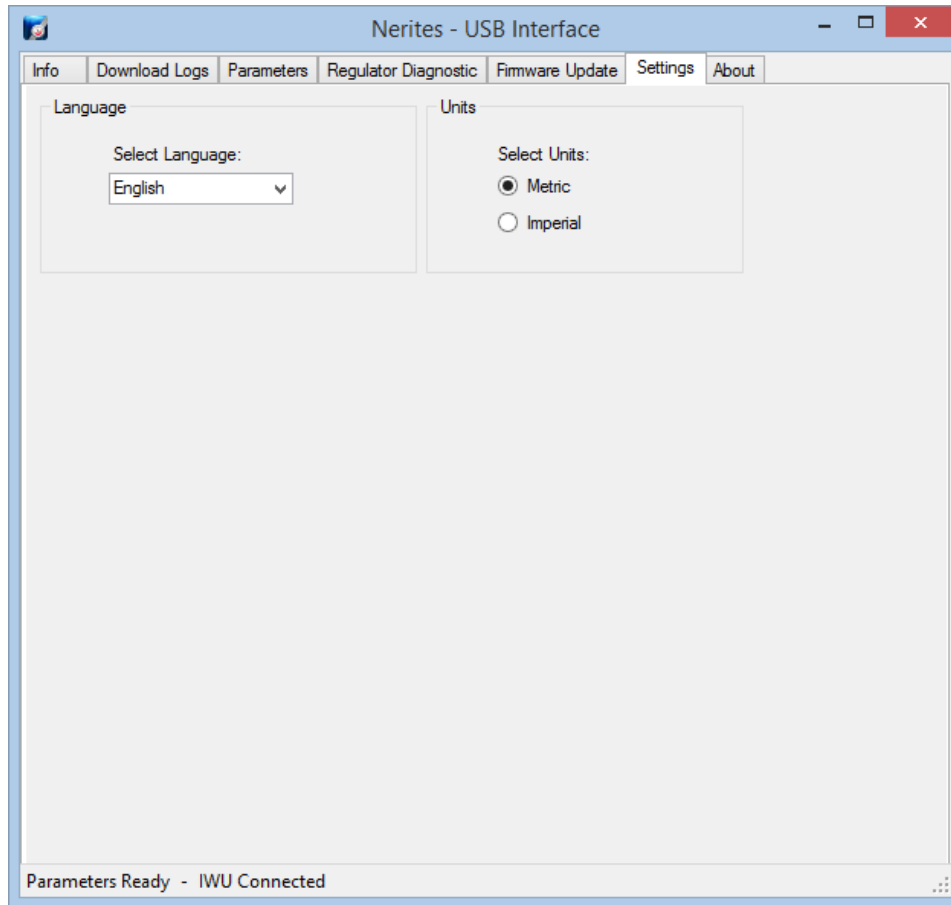 Nerites - USB Interface
Info Download Logs Parameters Regulator Diagnostic Firmware Update Settings About
Language Units
Select Language: Select Units:
English Metric
Imperial
Parameters Ready - IWU Connected